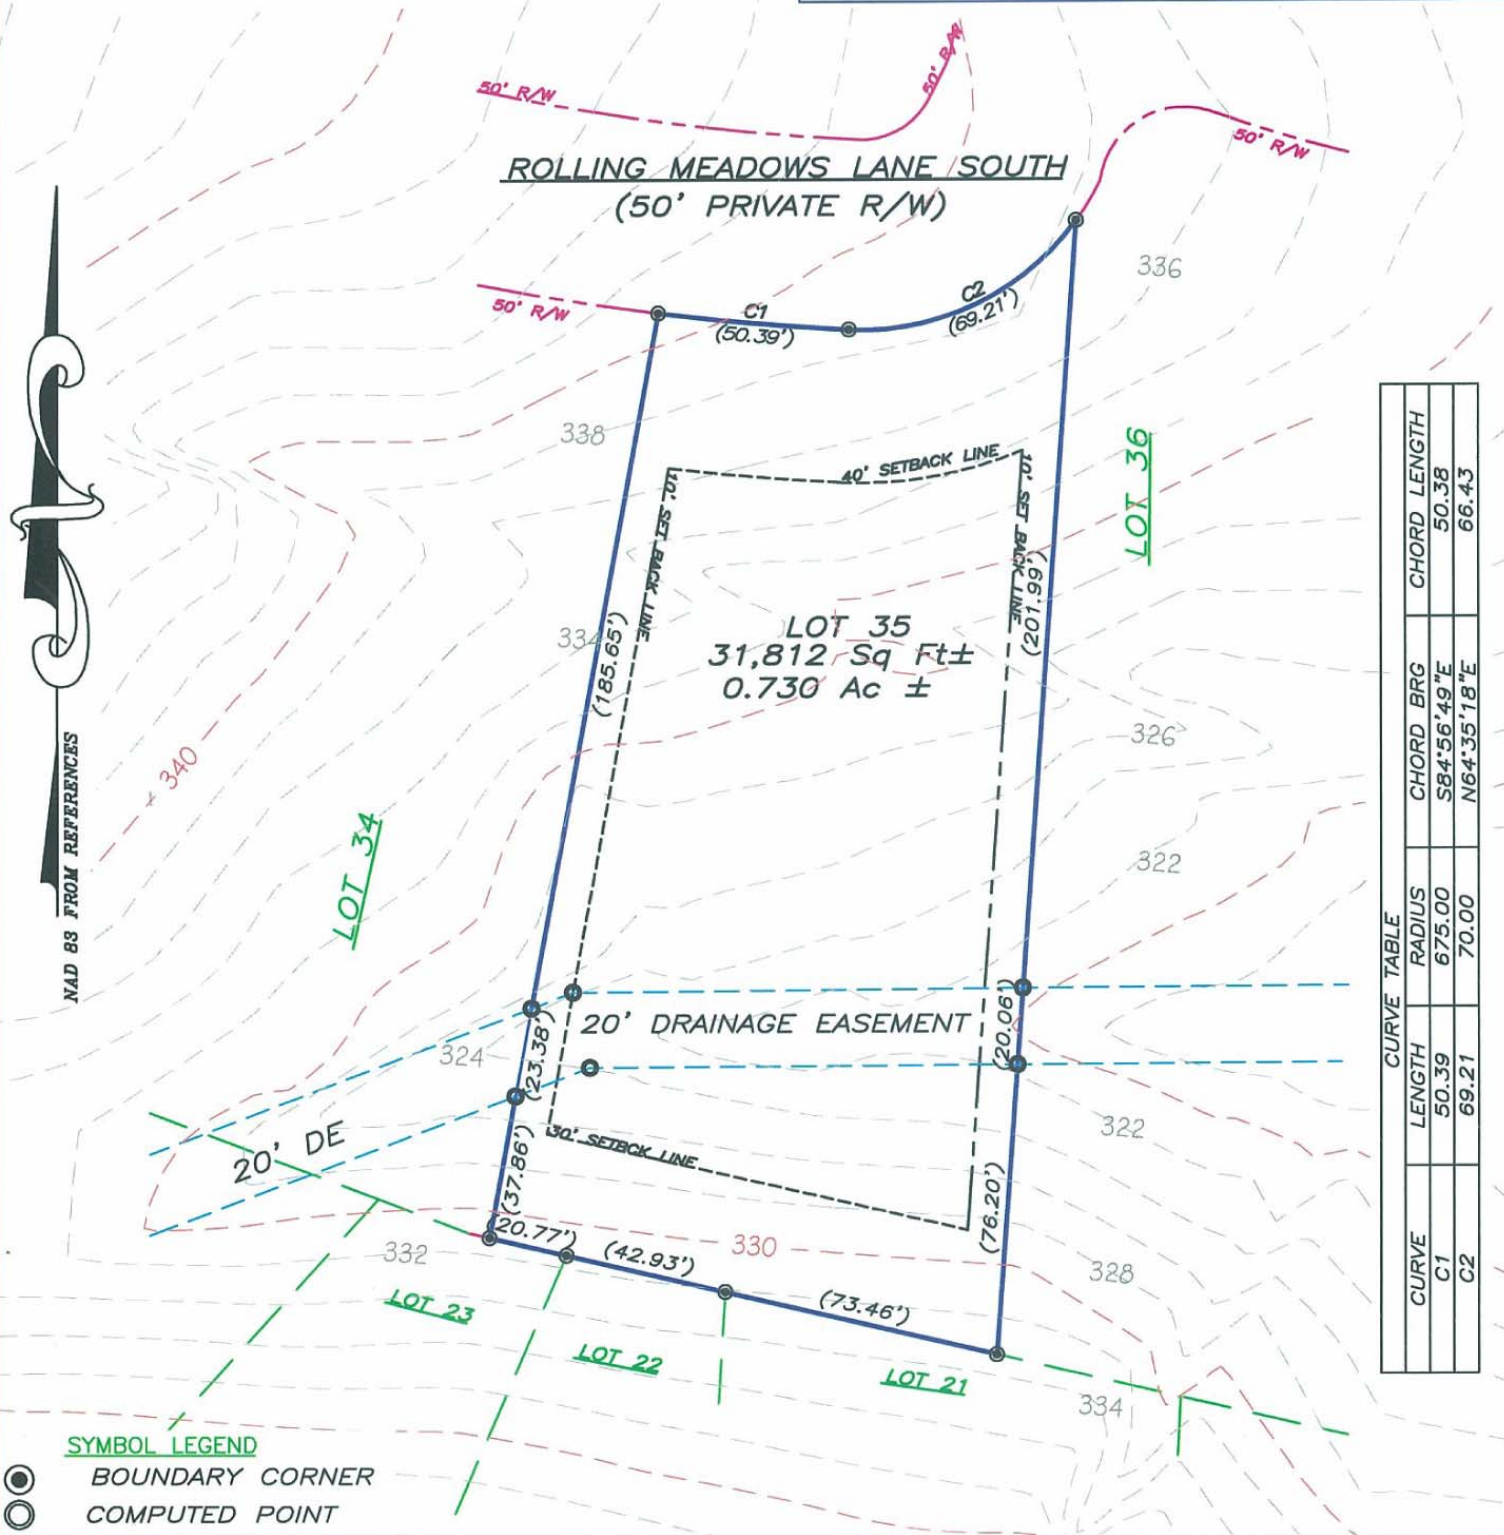 50' R/W
50' R/W
50' R/W
ROLLING MEADOWS LANE SOUTH
(50' PRIVATE R/W)
50' R/W
C1
(50.39')
C2
(69.21')
336
338
40' SETBACK LINE
10' SET BACK LINE
10' SET BACK LINE
LOT 36
(185.65')
(201.99')
334
LOT 35
31,812 Sq Ft±
0.730 Ac ±
326
340
NAD 83 FROM REFERENCES
LOT 34
322
20' DRAINAGE EASEMENT
(23.38')
(20.06')
324
20' DE
30' SETBCK LINE
322
(37.86')
(76.20')
(20.77')
(42.93')
330
(73.46')
332
328
LOT 23
LOT 22
LOT 21
334
CURVE TABLE
CURVE LENGTH RADIUS CHORD BRG CHORD LENGTH
C1 50.39 675.00 S84°56'49"E 50.38
C2 69.21 70.00 N64°35'18"E 66.43
SYMBOL LEGEND
BOUNDARY CORNER
COMPUTED POINT